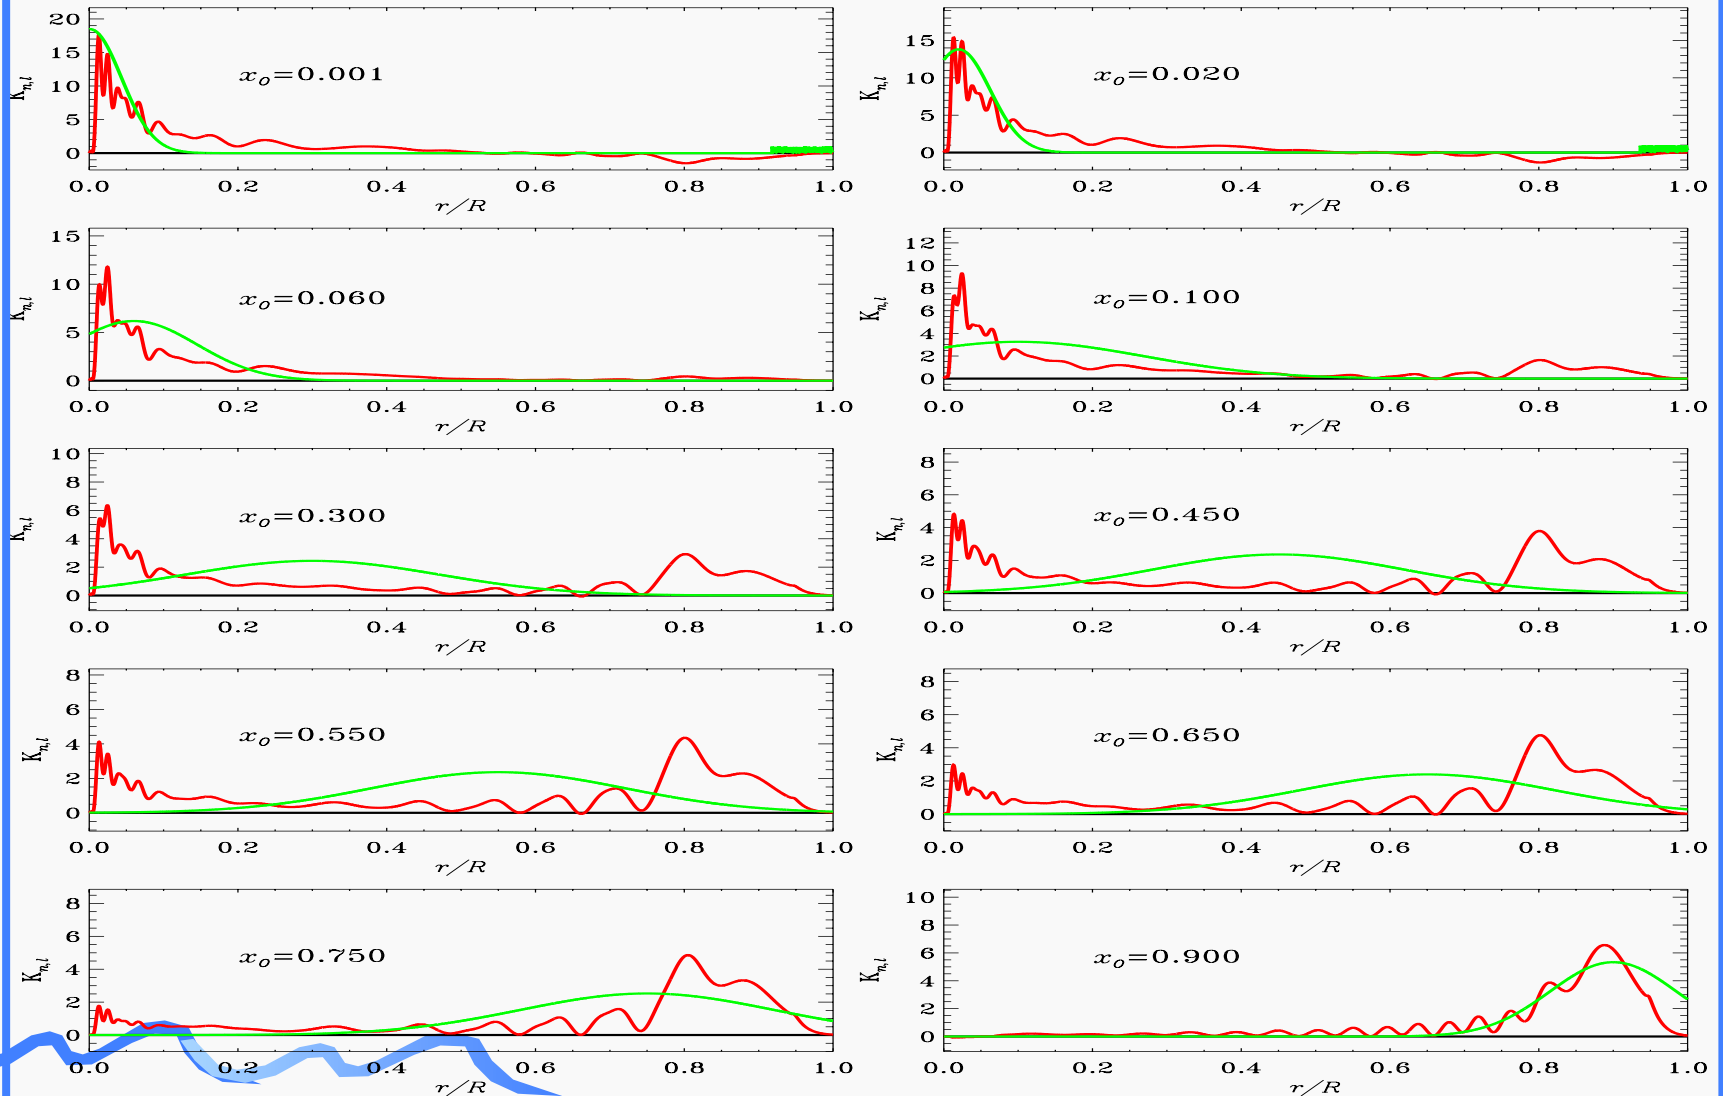 20
15
10
5
0
K_{n,l}
x_o=0.001
0.0 0.2 0.4 0.6 0.8 1.0
r/R
15
10
5
0
K_{n,l}
x_o=0.020
0.0 0.2 0.4 0.6 0.8 1.0
r/R
15
10
5
0
K_{n,l}
x_o=0.060
0.0 0.2 0.4 0.6 0.8 1.0
r/R
12
10
8
6
4
2
0
K_{n,l}
x_o=0.100
0.0 0.2 0.4 0.6 0.8 1.0
r/R
10
8
6
4
2
0
K_{n,l}
x_o=0.300
0.0 0.2 0.4 0.6 0.8 1.0
r/R
8
6
4
2
0
K_{n,l}
x_o=0.450
0.0 0.2 0.4 0.6 0.8 1.0
r/R
8
6
4
2
0
K_{n,l}
x_o=0.550
0.0 0.2 0.4 0.6 0.8 1.0
r/R
8
6
4
2
0
K_{n,l}
x_o=0.650
0.0 0.2 0.4 0.6 0.8 1.0
r/R
8
6
4
2
0
K_{n,l}
x_o=0.750
0.0 0.2 0.4 0.6 0.8 1.0
r/R
10
8
6
4
2
0
K_{n,l}
x_o=0.900
0.0 0.2 0.4 0.6 0.8 1.0
r/R